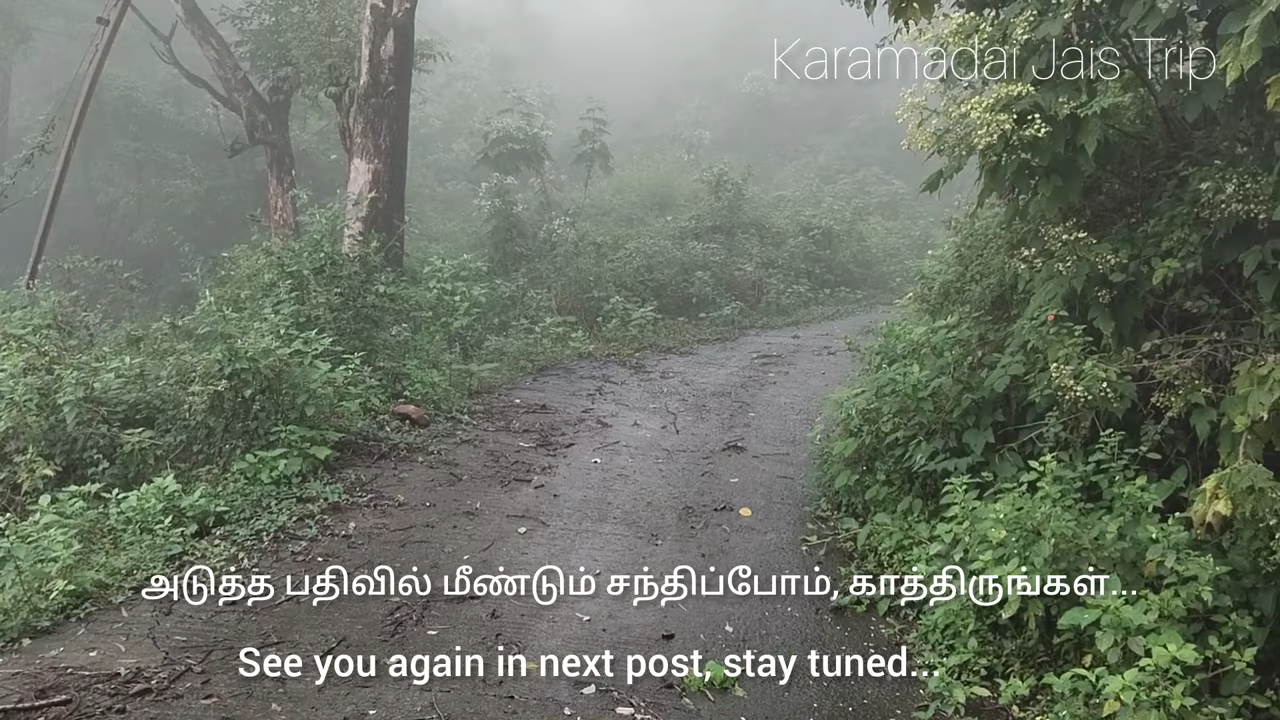 Karamadai Jais Trip
அடுத்த பதிவில் மீண்டும் சந்திப்போம், காத்திருங்கள்...
See you again in next post, stay tuned...